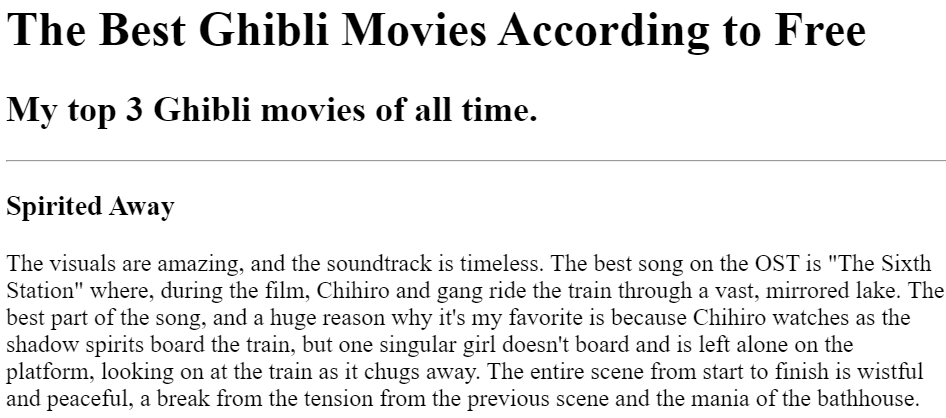 The Best Ghibli Movies According to Free
My top 3 Ghibli movies of all time.
Spirited Away
The visuals are amazing, and the soundtrack is timeless. The best song on the OST is "The Sixth
Station" where, during the film, Chihiro and gang ride the train through a vast, mirrored lake. The
best part of the song, and a huge reason why it's my favorite is because Chihiro watches as the
shadow spirits board the train, but one singular girl doesn't board and is left alone on the
platform, looking on at the train as it chugs away. The entire scene from start to finish is wistful
and peaceful, a break from the tension from the previous scene and the mania of the bathhouse.